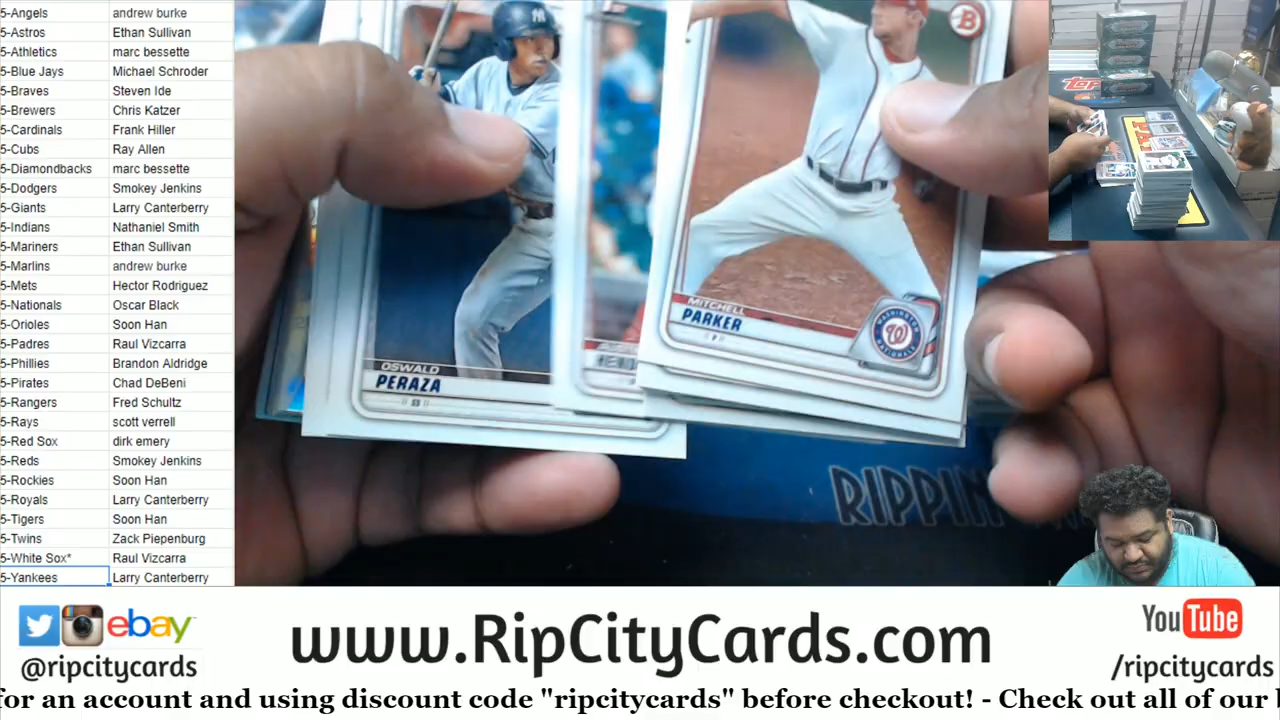 5-Angels andrew burke
5-Astros Ethan Sullivan
5-Athletics marc bessette
5-Blue Jays Michael Schroder
5-Braves Steven Ide
5-Brewers Chris Katzer
5-Cardinals Frank Hiller
5-Cubs Ray Allen
5-Diamondbacks marc bessette
5-Dodgers Smokey Jenkins
5-Giants Larry Canterberry
5-Indians Nathaniel Smith
5-Mariners Ethan Sullivan
5-Marlins andrew burke
5-Mets Hector Rodriguez
5-Nationals Oscar Black
5-Orioles Soon Han
5-Padres Raul Vizcarra
5-Phillies Brandon Aldridge
5-Pirates Chad DeBeni
5-Rangers Fred Schultz
5-Rays scott verrell
5-Red Sox dirk emery
5-Reds Smokey Jenkins
5-Rockies Soon Han
5-Royals Larry Canterberry
5-Tigers Soon Han
5-Twins Zack Piepenburg
5-White Sox* Raul Vizcarra
5-Yankees Larry Canterberry
B
MITCHELL
PARKER
P
WASHINGTON
W
NATIONALS
OSWALD
PERAZA
SS
RIPPIN
Topps
ebay
@ripcitycards
www.RipCityCards.com
YouTube
/ripcitycards
for an account and using discount code "ripcitycards" before checkout! - Check out all of our